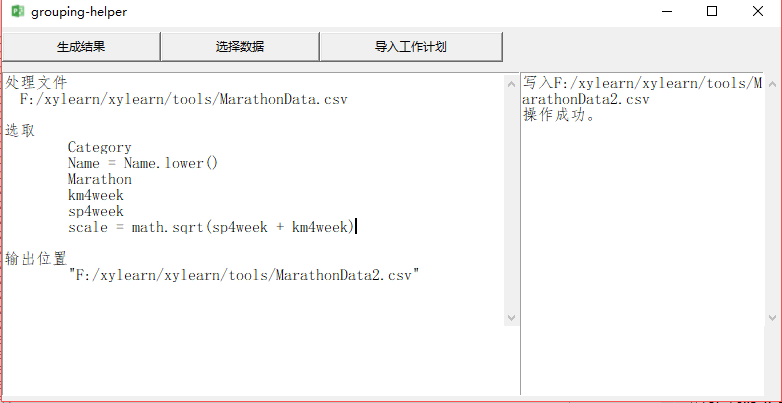 grouping-helper
生成结果
选择数据
导入工作计划
处理文件
F:/xylearn/xylearn/tools/MarathonData.csv
选取
Category
Name = Name.lower()
Marathon
km4week
sp4week
scale = math.sqrt(sp4week + km4week)
输出位置
"F:/xylearn/xylearn/tools/MarathonData2.csv"
写入F:/xylearn/xylearn/tools/M
arathonData2.csv
操作成功。